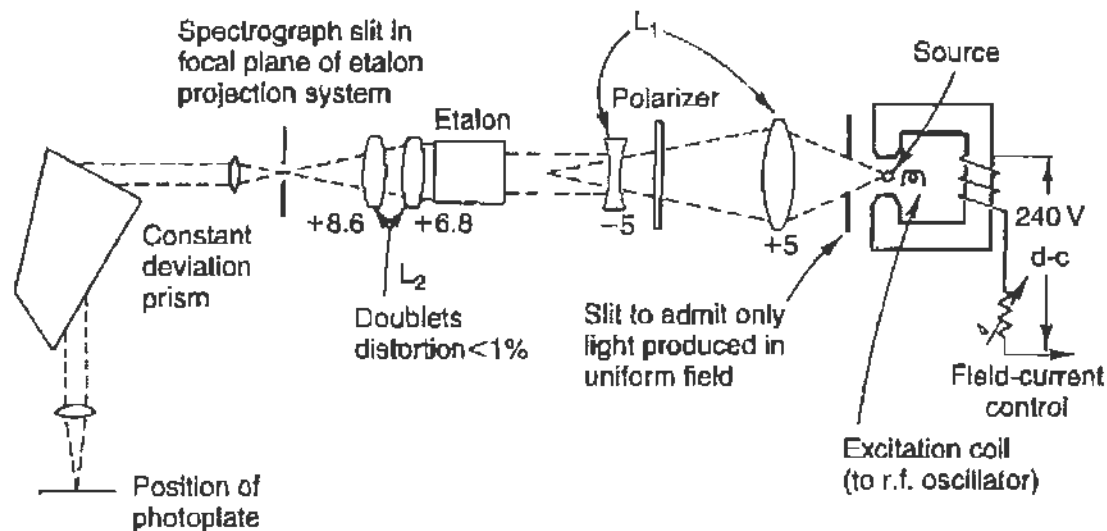 Spectrograph slit in
focal plane of etalon
projection system
L₁
Source
Polarizer
Etalon
+8.6
+6.8
−5
+5
240 V
d-c
Constant
deviation
prism
L₂
Doublets
distortion<1%
Slit to admit only
light produced in
uniform field
Field-current
control
Excitation coil
(to r.f. oscillator)
Position of
photoplate